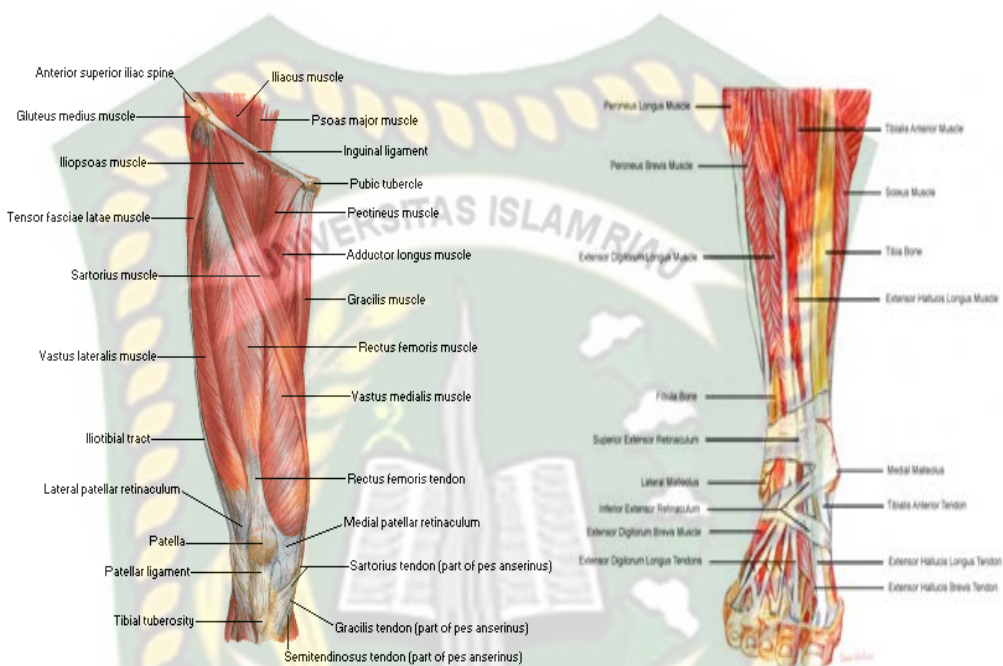 Anterior superior iliac spine
Gluteus medius muscle
Iliopsoas muscle
Tensor fasciae latae muscle
Sartorius muscle
Vastus lateralis muscle
Iliotibial tract
Lateral patellar retinaculum
Patella
Patellar ligament
Tibial tuberosity
Iliacus muscle
Psoas major muscle
Inguinal ligament
Pubic tubercle
Pectineus muscle
Adductor longus muscle
Gracilis muscle
Rectus femoris muscle
Vastus medialis muscle
Rectus femoris tendon
Medial patellar retinaculum
Sartorius tendon (part of pes anserinus)
Gracilis tendon (part of pes anserinus)
Semitendinosus tendon (part of pes anserinus)
UNIVERSITAS ISLAM RIAU
Peroneus Longus Muscle
Peroneus Brevis Muscle
Extensor Digitorum Longus Muscle
Fibula Bone
Superior Extensor Retinaculum
Lateral Malleolus
Inferior Extensor Retinaculum
Extensor Digitorum Brevis Muscle
Extensor Digitorum Longus Tendons
Tibialis Anterior Muscle
Soleus Muscle
Tibia Bone
Extensor Hallucis Longus Muscle
Medial Malleolus
Tibialis Anterior Tendon
Extensor Hallucis Longus Tendon
Extensor Hallucis Brevis Tendon